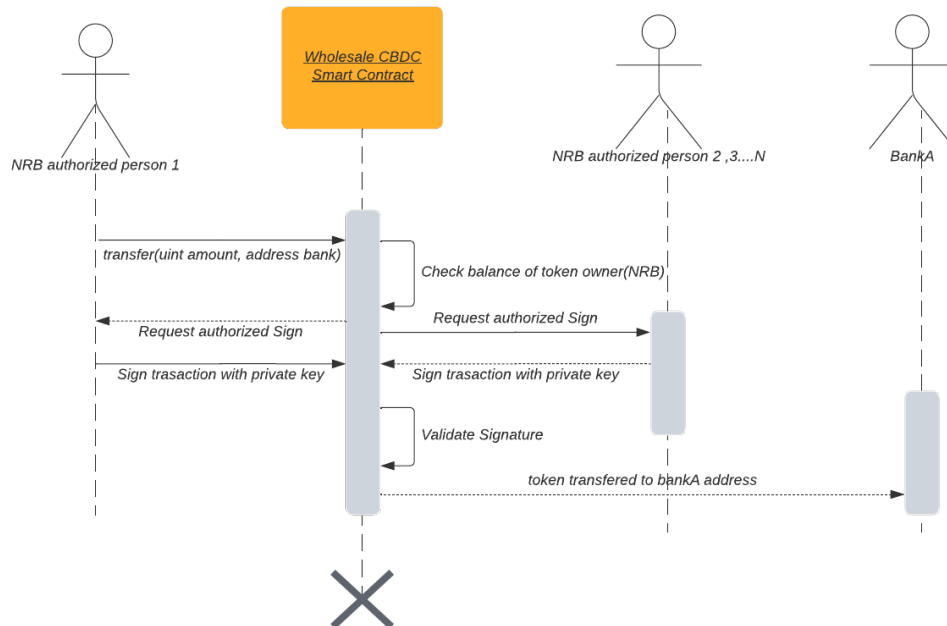 Wholesale CBDC
Smart Contract
NRB authorized person 1
NRB authorized person 2 ,3....N
BankA
transfer(uint amount, address bank)
Check balance of token owner(NRB)
Request authorized Sign
Request authorized Sign
Sign trasaction with private key
Sign trasaction with private key
Validate Signature
token transfered to bankA address